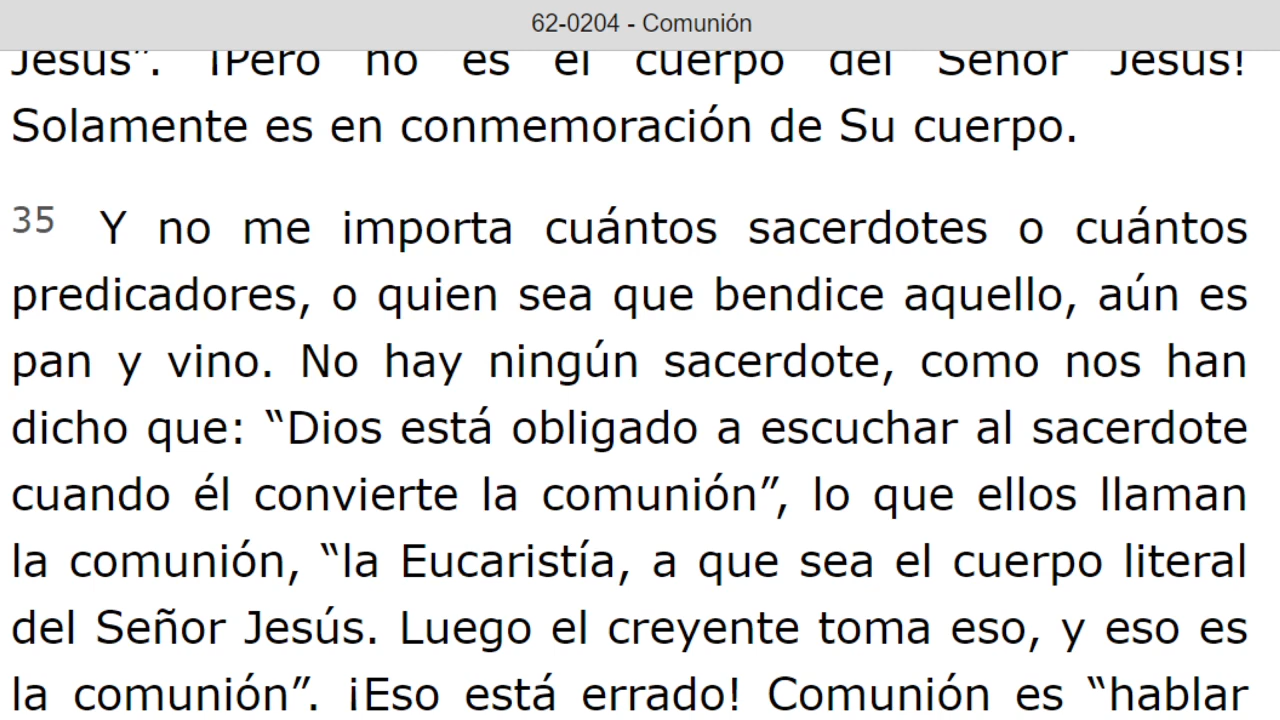 62-0204 - Comunión
Jesús”. ¡Pero no es el cuerpo del Señor Jesús!
Solamente es en conmemoración de Su cuerpo.
35 Y no me importa cuántos sacerdotes o cuántos
predicadores, o quien sea que bendice aquello, aún es
pan y vino. No hay ningún sacerdote, como nos han
dicho que: “Dios está obligado a escuchar al sacerdote
cuando él convierte la comunión”, lo que ellos llaman
la comunión, “la Eucaristía, a que sea el cuerpo literal
del Señor Jesús. Luego el creyente toma eso, y eso es
la comunión”. ¡Eso está errado! Comunión es “hablar